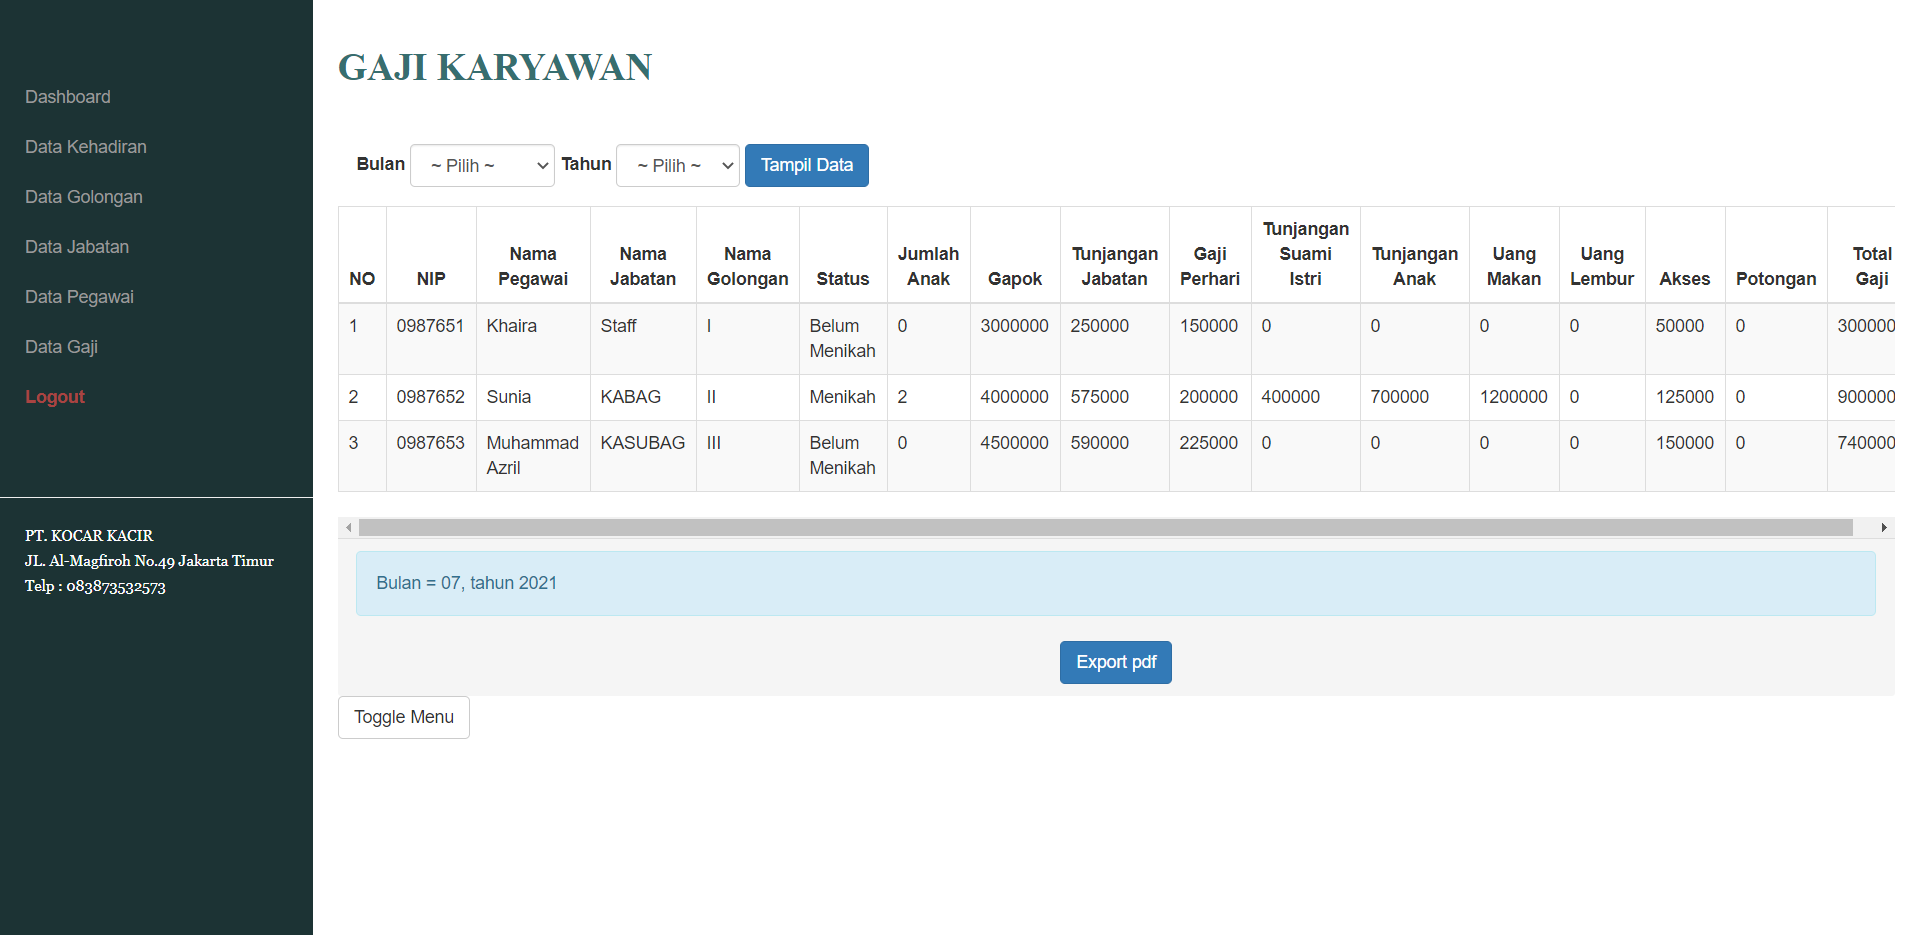 Dashboard
Data Kehadiran
Data Golongan
Data Jabatan
Data Pegawai
Data Gaji
Logout
PT. KOCAR KACIR
JL. Al-Magfiroh No.49 Jakarta Timur
Telp : 083873532573
GAJI KARYAWAN
Bulan ~ Pilih ~ Tahun ~ Pilih ~ Tampil Data
NO NIP Nama Pegawai Nama Jabatan Nama Golongan Status Jumlah Anak Gapok Tunjangan Jabatan Gaji Perhari Tunjangan Suami Istri Tunjangan Anak Uang Makan Uang Lembur Akses Potongan Total Gaji
1 0987651 Khaira Staff I Belum Menikah 0 3000000 250000 150000 0 0 0 0 50000 0 300000
2 0987652 Sunia KABAG II Menikah 2 4000000 575000 200000 400000 700000 1200000 0 125000 0 900000
3 0987653 Muhammad Azril KASUBAG III Belum Menikah 0 4500000 590000 225000 0 0 0 0 150000 0 740000
Bulan = 07, tahun 2021
Export pdf
Toggle Menu